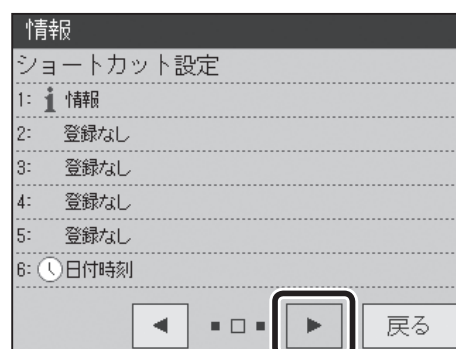 情報
ショートカット設定
1: 情報
2: 登録なし
3: 登録なし
4: 登録なし
5: 登録なし
6: 日付時刻
戻る